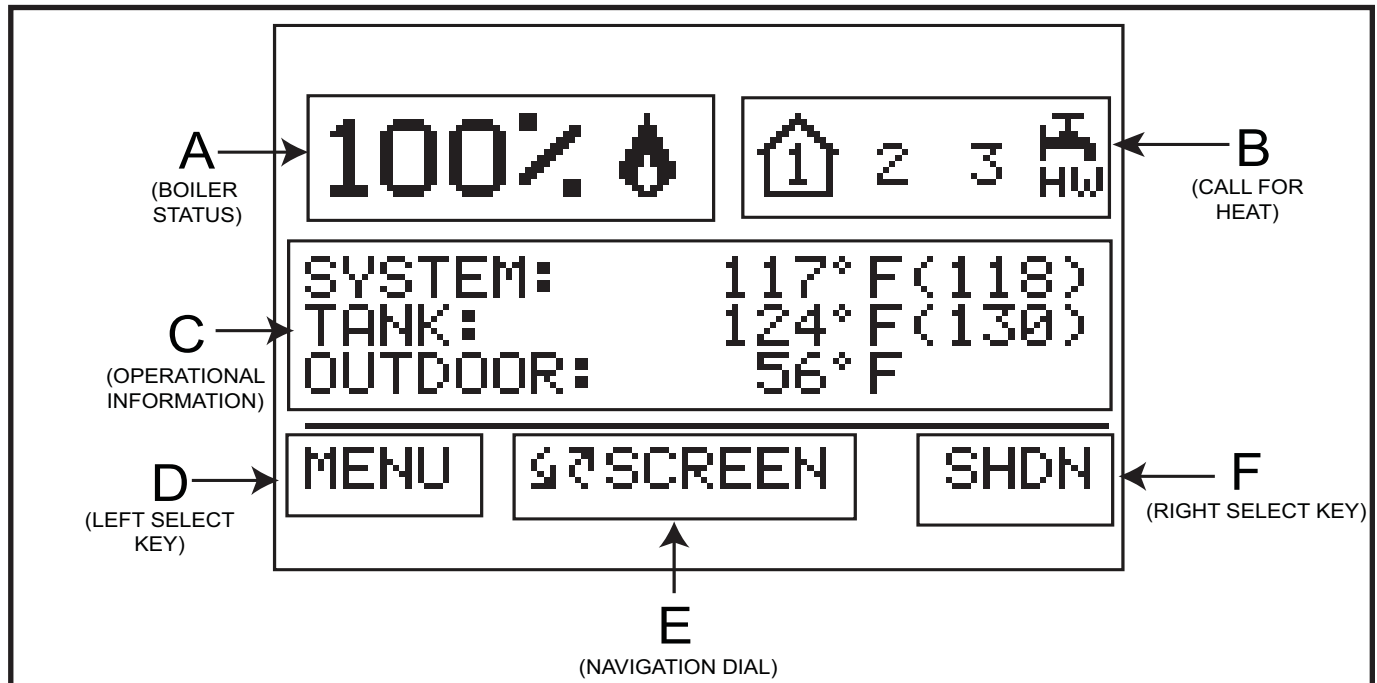 100%
1 2 3 HW
A
(BOILER
STATUS)
B
(CALL FOR
HEAT)
SYSTEM: 117°F(118)
TANK: 124°F(130)
OUTDOOR: 56°F
C
(OPERATIONAL
INFORMATION)
MENU SCREEN SHDN
D
(LEFT SELECT
KEY)
F
(RIGHT SELECT KEY)
E
(NAVIGATION DIAL)